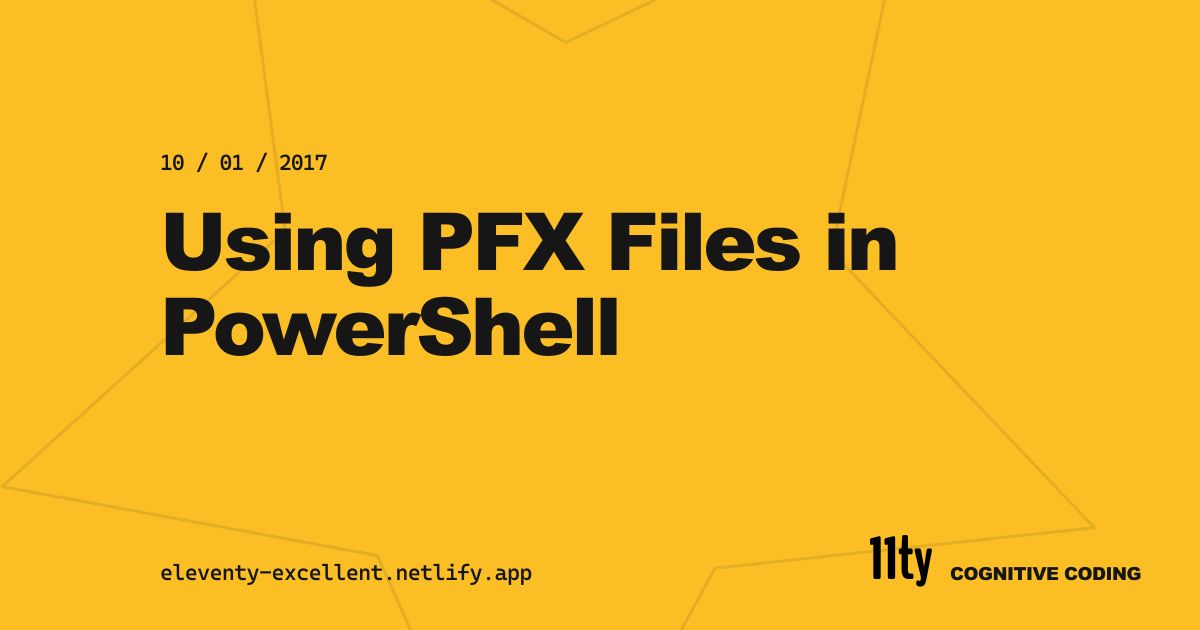 10 / 01 / 2017
Using PFX Files in
PowerShell
eleventy-excellent.netlify.app
11ty COGNITIVE CODING